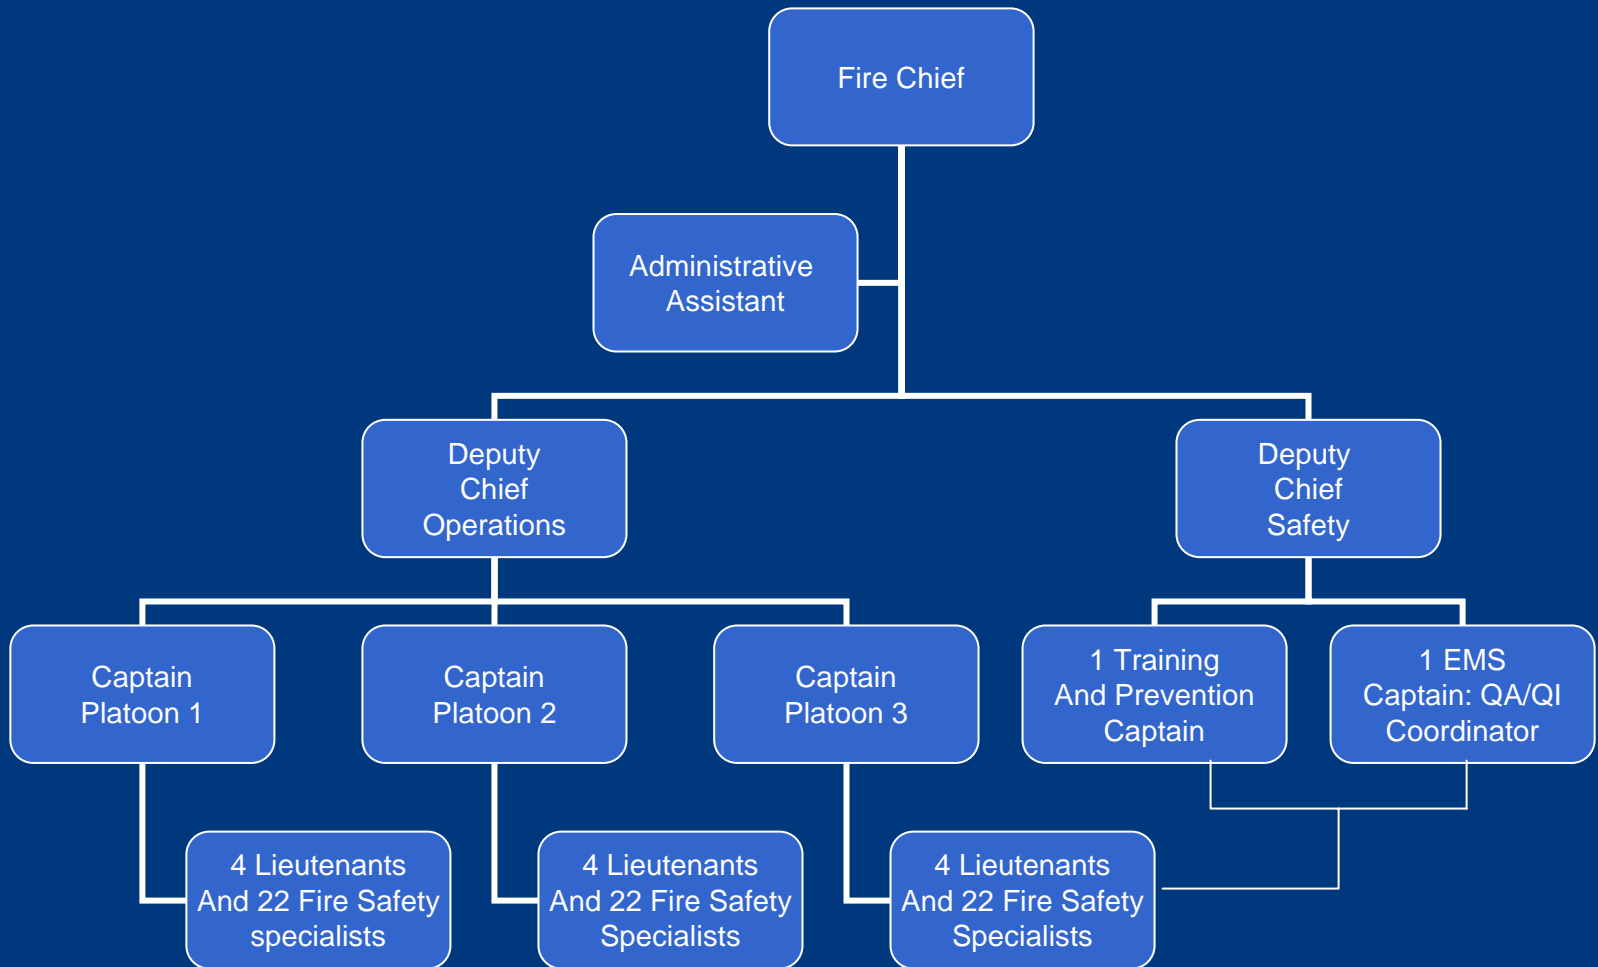 Fire Chief
Administrative
Assistant
Deputy
Chief
Operations
Deputy
Chief
Safety
Captain
Platoon 1
Captain
Platoon 2
Captain
Platoon 3
1 Training
And Prevention
Captain
1 EMS
Captain: QA/QI
Coordinator
4 Lieutenants
And 22 Fire Safety
specialists
4 Lieutenants
And 22 Fire Safety
Specialists
4 Lieutenants
And 22 Fire Safety
Specialists